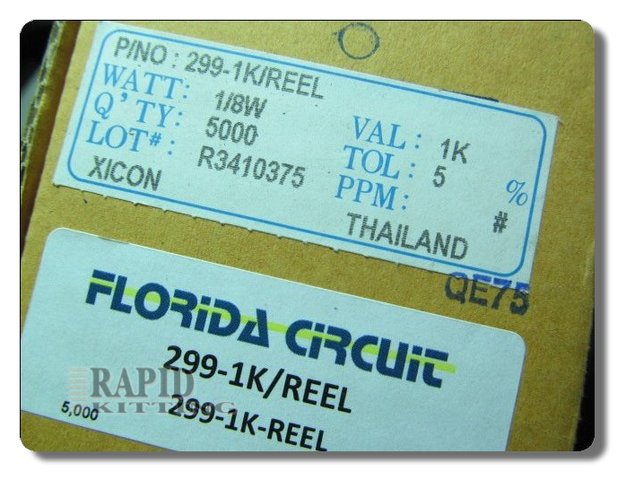 P/NO : 299-1K/REEL
WATT: 1/8W VAL : 1K
Q'TY: 5000 TOL : 5 %
LOT#: R3410375 PPM: #
XICON THAILAND
QE75
FLORIDA CIRCUIT
299-1K/REEL
RAPID
KITTING
5,000 299-1K-REEL